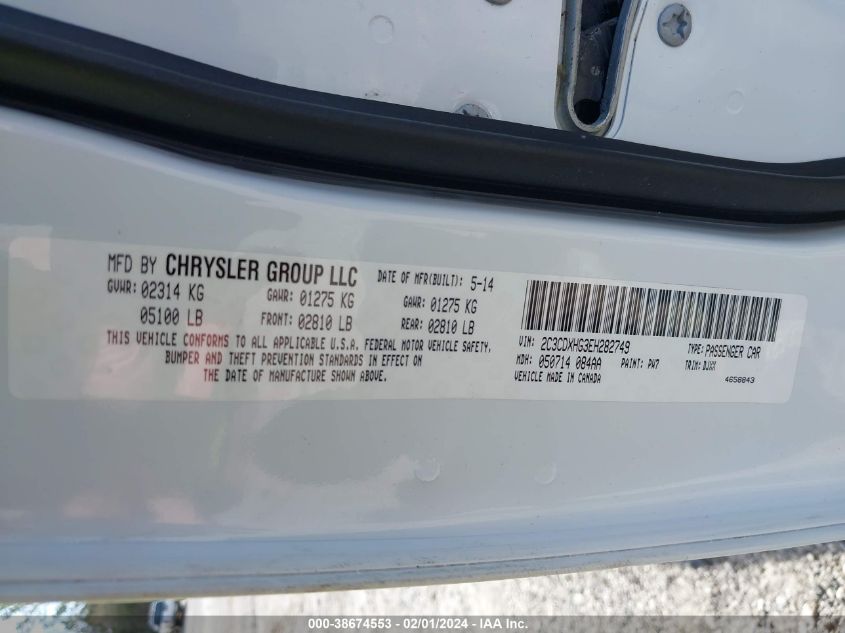 MFD BY CHRYSLER GROUP LLC DATE OF MFR(BUILT): 5-14
GVWR: 02314 KG GAWR: 01275 KG GAWR: 01275 KG
05100 LB FRONT: 02810 LB REAR: 02810 LB
THIS VEHICLE CONFORMS TO ALL APPLICABLE U.S.A. FEDERAL MOTOR VEHICLE SAFETY,
BUMPER AND THEFT PREVENTION STANDARDS IN EFFECT ON
THE DATE OF MANUFACTURE SHOWN ABOVE.
VIN: 2C3CDXHG3EH282749 TYPE: PASSENGER CAR
MDH: 050714 084AA PAINT: PW7 TRIM: DJGX
VEHICLE MADE IN CANADA 4658843
000-38674553 - 02/01/2024 - IAA Inc.